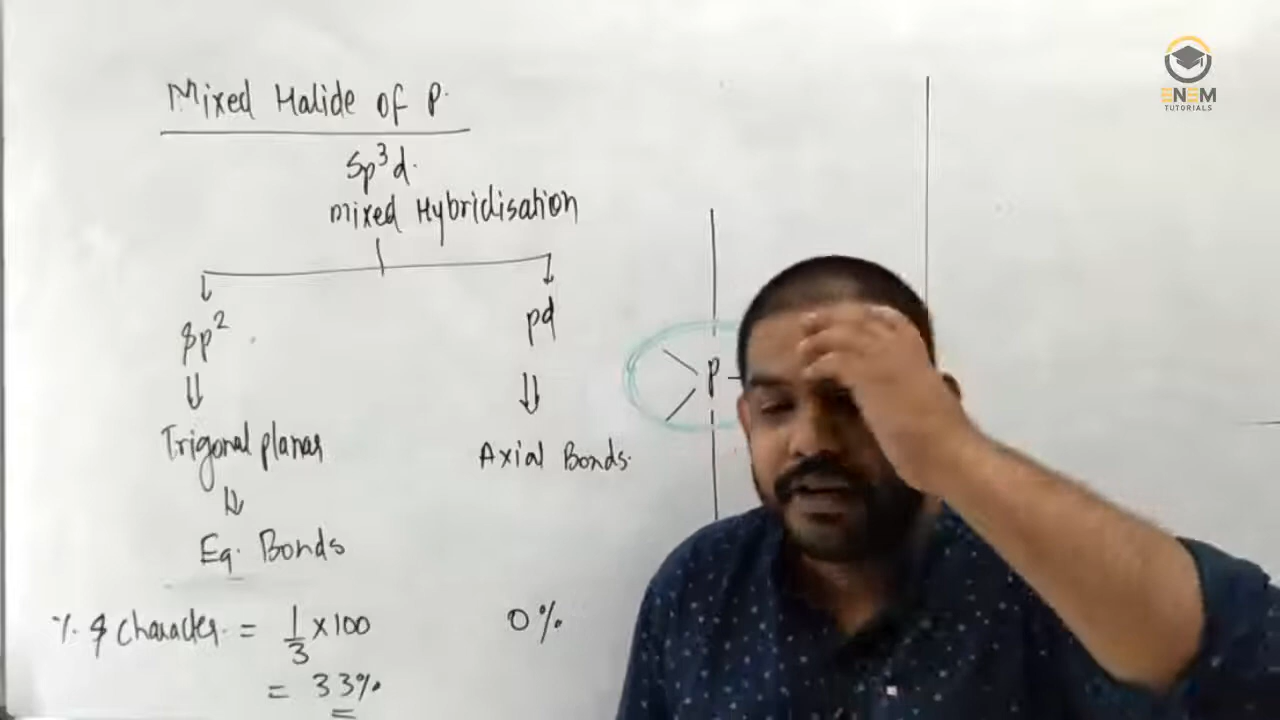 Mixed Halide of P.
Sp³d.
Mixed Hybridisation
Sp²
pd
Trigonal planar
Axial Bonds.
Eq. Bonds
% S character. = 1/3 x 100
0%
= 33%
P
ENEM
TUTORIALS